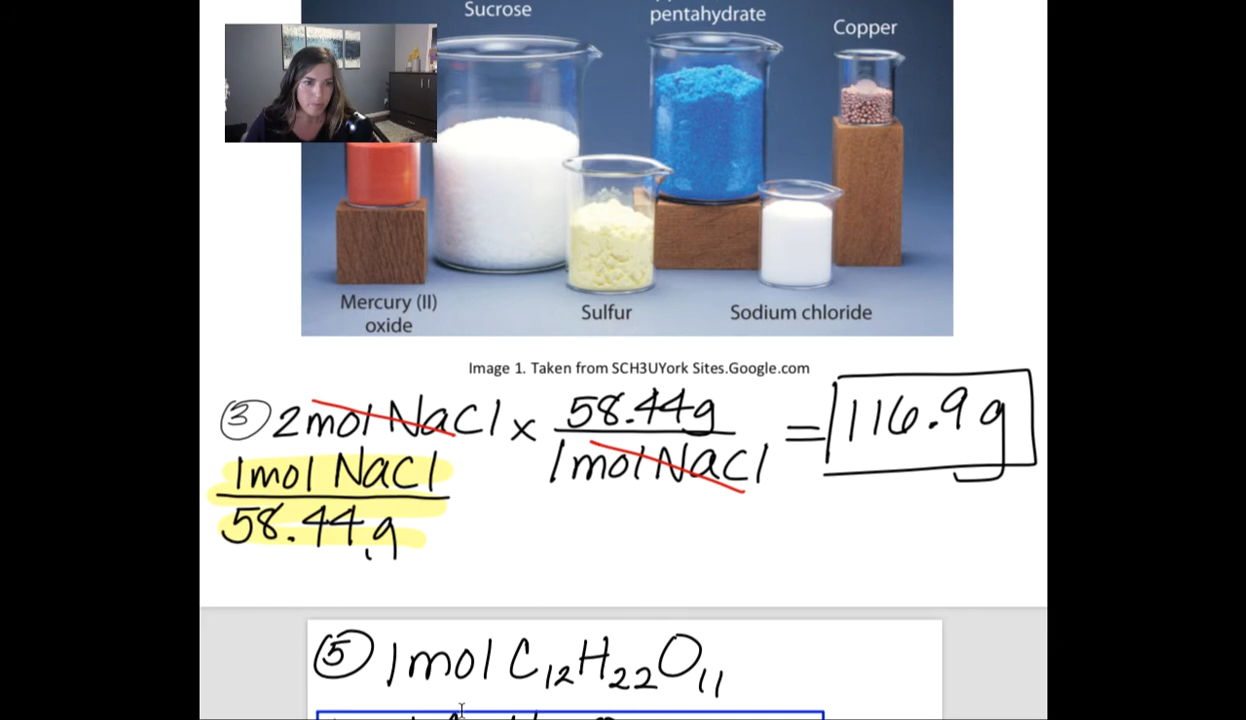 Sucrose
pentahydrate
Copper
Mercury (II)
oxide
Sulfur
Sodium chloride
Image 1. Taken from SCH3UYork Sites.Google.com
③ 2mol NaCl x 58.44g / 1mol NaCl = 116.9g
1mol NaCl
58.44g
⑤ 1mol C₁₂H₂₂O₁₁